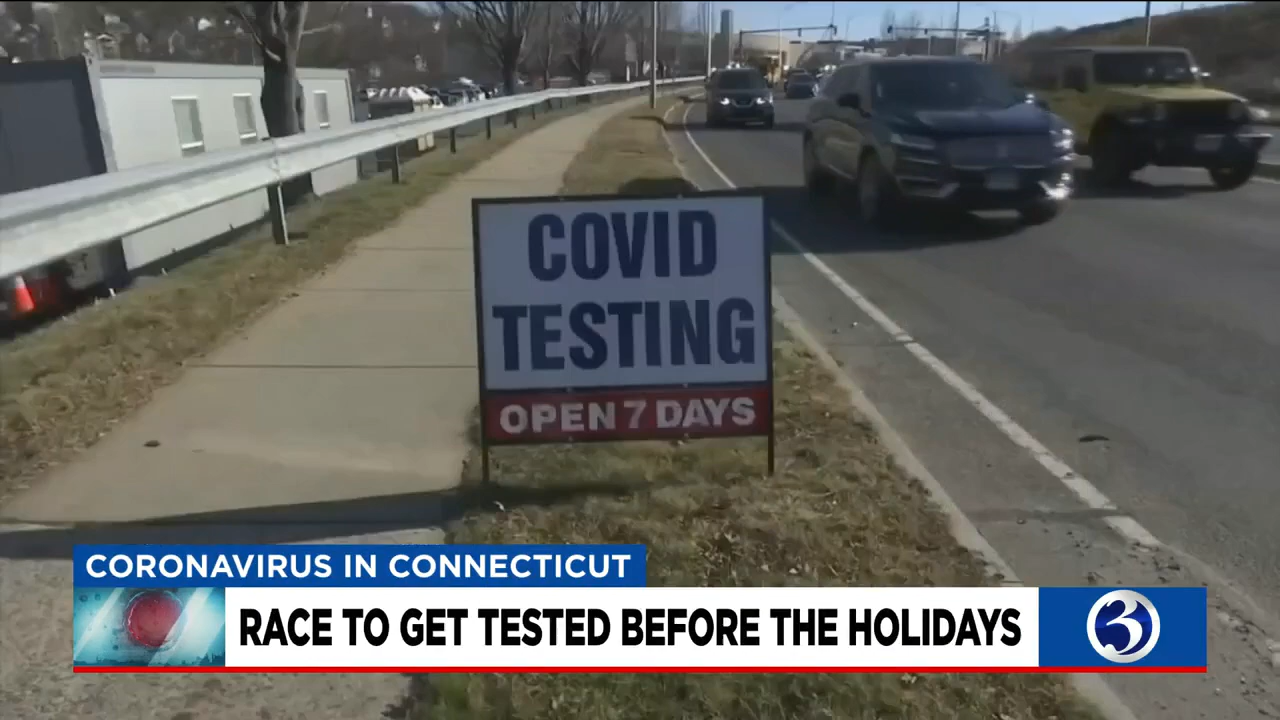 COVID
TESTING
OPEN 7 DAYS
CORONAVIRUS IN CONNECTICUT
RACE TO GET TESTED BEFORE THE HOLIDAYS
3